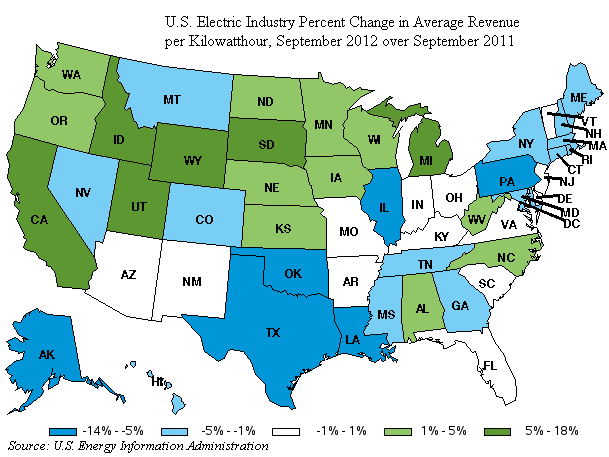 U.S. Electric Industry Percent Change in Average Revenue
per Kilowatthour, September 2012 over September 2011
WA
MT
ND
MN
ME
OR
ID
SD
WI
VT
NH
NY
MA
WY
MI
RI
CT
NV
NE
IA
PA
NJ
UT
IL
IN
OH
DE
CA
CO
MD
KS
MO
WV
VA
DC
KY
AZ
NM
OK
AR
TN
NC
SC
TX
MS
AL
GA
LA
AK
FL
HI
-14% - -5%
-5% - -1%
-1% - 1%
1% - 5%
5% - 18%
Source: U.S. Energy Information Administration